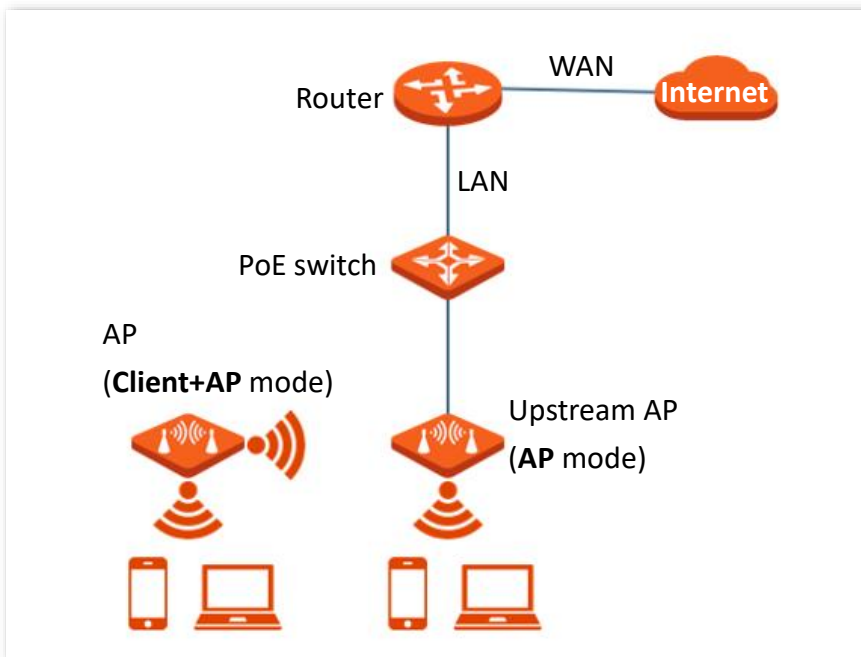 WAN
Internet
Router
LAN
PoE switch
AP
(Client+AP mode)
Upstream AP
(AP mode)